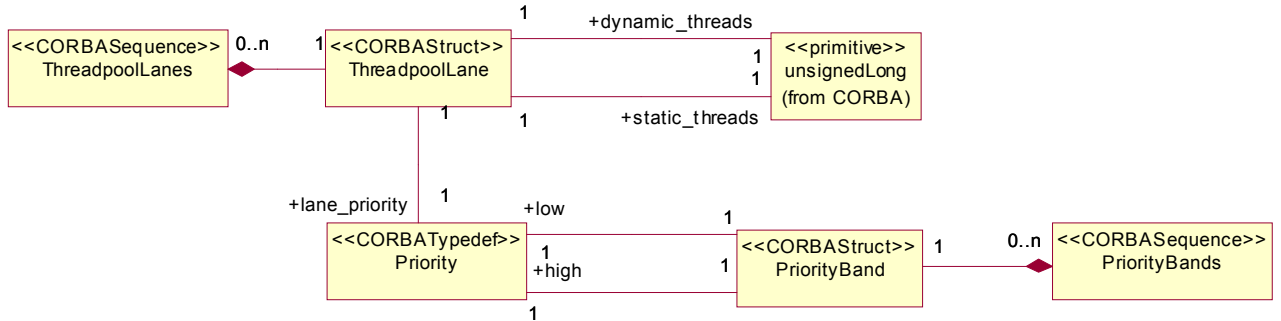 1
+dynamic_threads
<<CORBASequence>>
ThreadpoolLanes
0..n
1
<<CORBAStruct>>
ThreadpoolLane
<<primitive>>
unsignedLong
(from CORBA)
1
1
1
1
+static_threads
1
+lane_priority
+low
1
<<CORBATypedef>>
Priority
1
+high
1
1
<<CORBAStruct>>
PriorityBand
1
0..n
<<CORBASequence>>
PriorityBands